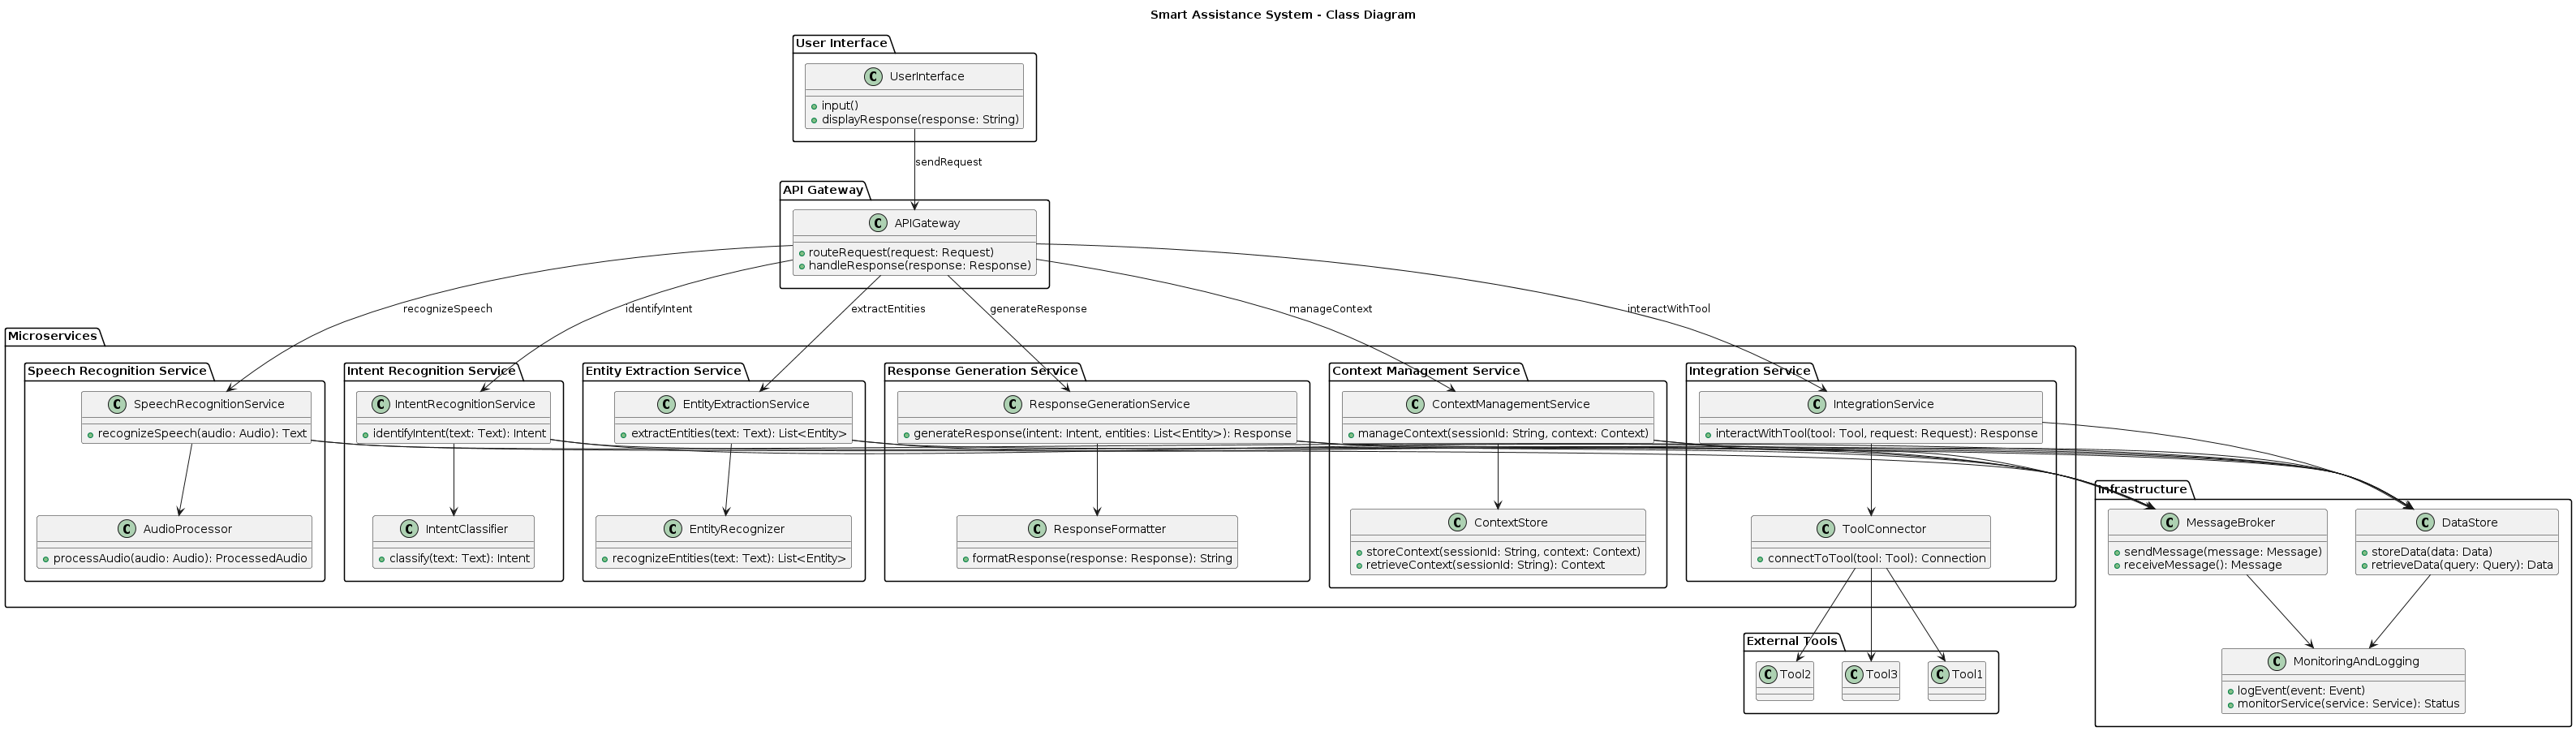 Smart Assistance System - Class Diagram
User Interface
C UserInterface
input()
displayResponse(response: String)
sendRequest
API Gateway
C APIGateway
routeRequest(request: Request)
handleResponse(response: Response)
recognizeSpeech
identifyIntent
extractEntities
generateResponse
manageContext
interactWithTool
Microservices
Speech Recognition Service
C SpeechRecognitionService
recognizeSpeech(audio: Audio): Text
C AudioProcessor
processAudio(audio: Audio): ProcessedAudio
Intent Recognition Service
C IntentRecognitionService
identifyIntent(text: Text): Intent
C IntentClassifier
classify(text: Text): Intent
Entity Extraction Service
C EntityExtractionService
extractEntities(text: Text): List<Entity>
C EntityRecognizer
recognizeEntities(text: Text): List<Entity>
Response Generation Service
C ResponseGenerationService
generateResponse(intent: Intent, entities: List<Entity>): Response
C ResponseFormatter
formatResponse(response: Response): String
Context Management Service
C ContextManagementService
manageContext(sessionId: String, context: Context)
C ContextStore
storeContext(sessionId: String, context: Context)
retrieveContext(sessionId: String): Context
Integration Service
C IntegrationService
interactWithTool(tool: Tool, request: Request): Response
C ToolConnector
connectToTool(tool: Tool): Connection
Infrastructure
C MessageBroker
sendMessage(message: Message)
receiveMessage(): Message
C DataStore
storeData(data: Data)
retrieveData(query: Query): Data
C MonitoringAndLogging
logEvent(event: Event)
monitorService(service: Service): Status
External Tools
C Tool2
C Tool3
C Tool1